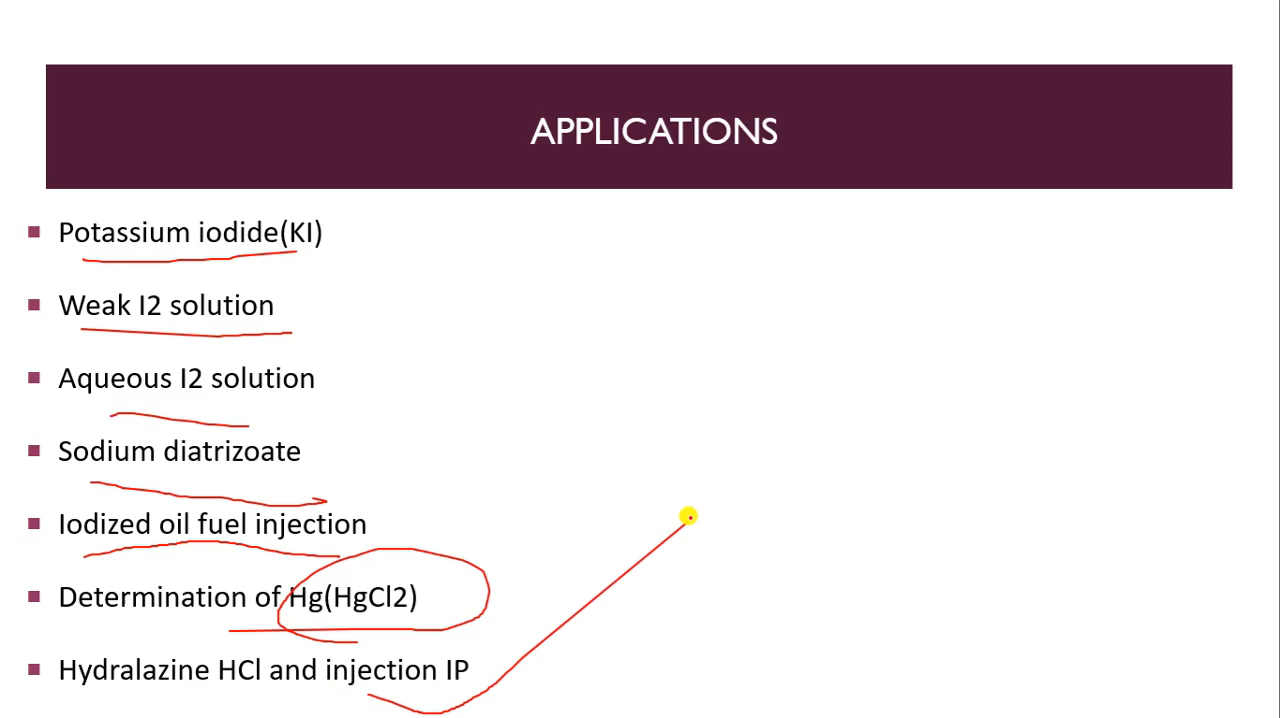 APPLICATIONS
Potassium iodide(KI)
Weak I2 solution
Aqueous I2 solution
Sodium diatrizoate
Iodized oil fuel injection
Determination of Hg(HgCl2)
Hydralazine HCl and injection IP